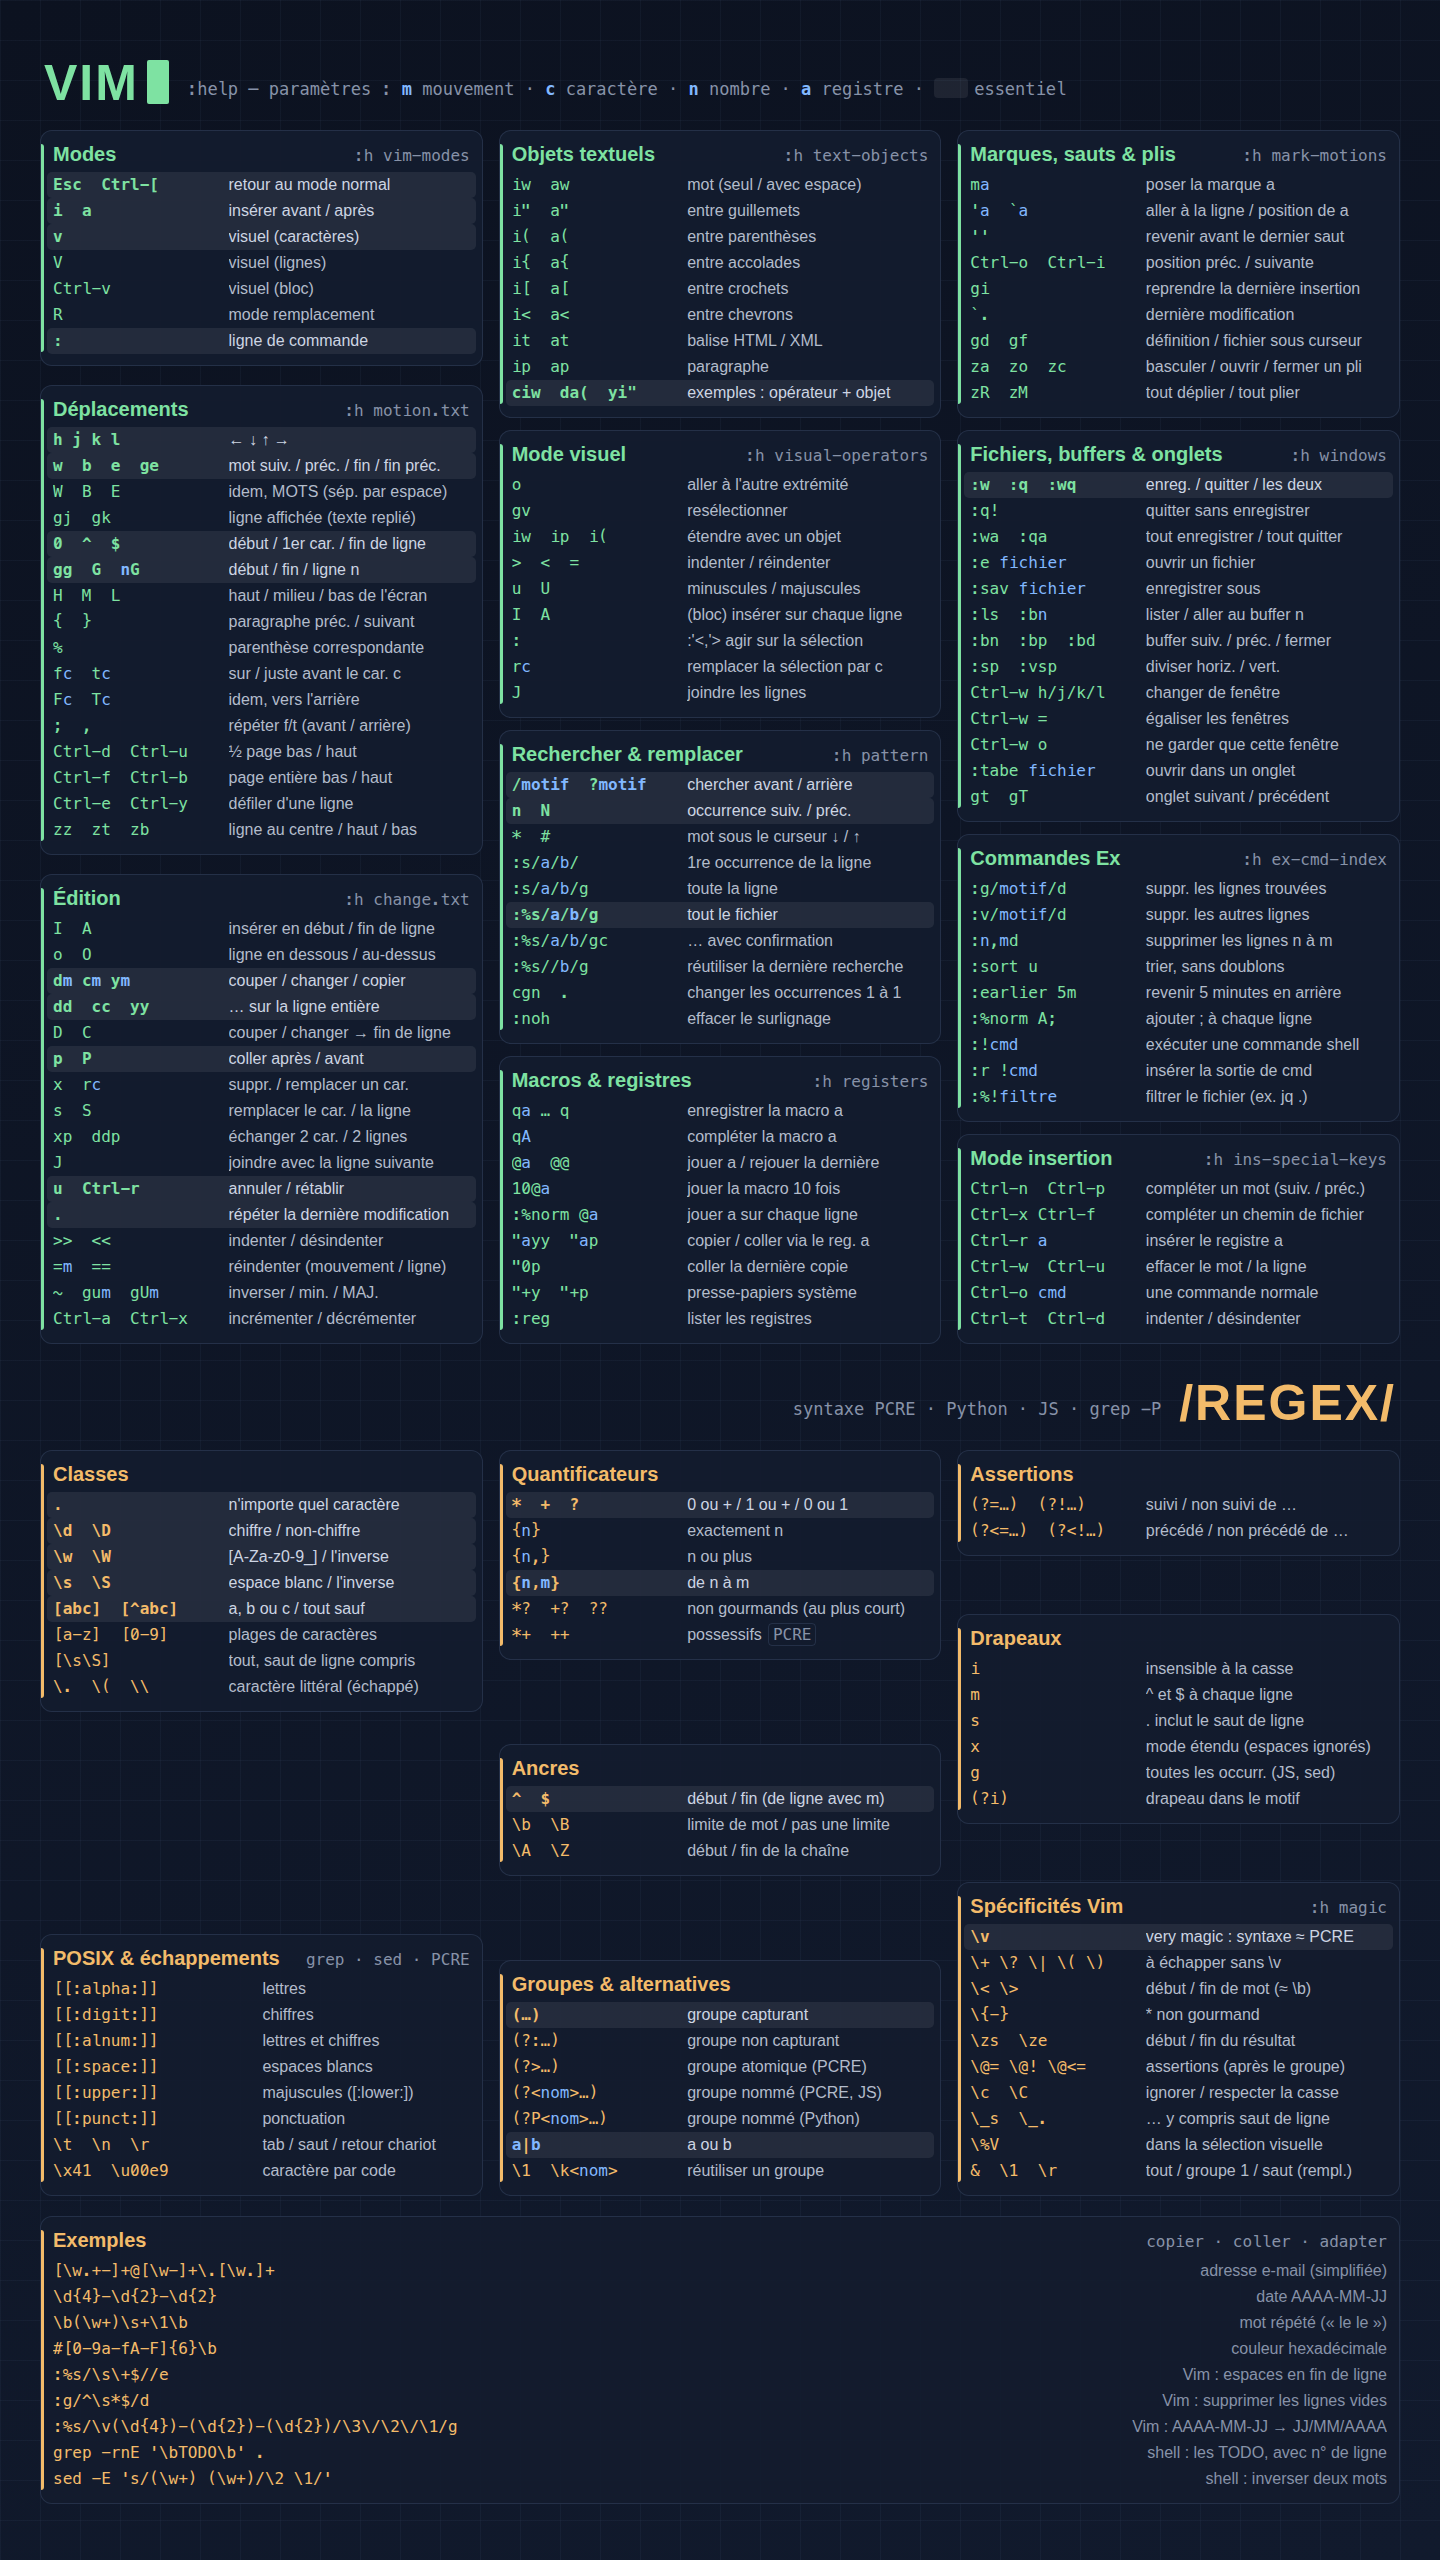 VIM
:help – paramètres : m mouvement · c caractère · n nombre · a registre · essentiel
Modes :h vim-modes
Esc Ctrl-[ retour au mode normal
i a insérer avant / après
v visuel (caractères)
V visuel (lignes)
Ctrl-v visuel (bloc)
R mode remplacement
: ligne de commande
Déplacements :h motion.txt
h j k l ← ↓ ↑ →
w b e ge mot suiv. / préc. / fin / fin préc.
W B E idem, MOTS (sép. par espace)
gj gk ligne affichée (texte replié)
0 ^ $ début / 1er car. / fin de ligne
gg G nG début / fin / ligne n
H M L haut / milieu / bas de l'écran
{ } paragraphe préc. / suivant
% parenthèse correspondante
fc tc sur / juste avant le car. c
Fc Tc idem, vers l'arrière
; , répéter f/t (avant / arrière)
Ctrl-d Ctrl-u ½ page bas / haut
Ctrl-f Ctrl-b page entière bas / haut
Ctrl-e Ctrl-y défiler d'une ligne
zz zt zb ligne au centre / haut / bas
Édition :h change.txt
I A insérer en début / fin de ligne
o O ligne en dessous / au-dessus
dm cm ym couper / changer / copier
dd cc yy … sur la ligne entière
D C couper / changer → fin de ligne
p P coller après / avant
x rc suppr. / remplacer un car.
s S remplacer le car. / la ligne
xp ddp échanger 2 car. / 2 lignes
J joindre avec la ligne suivante
u Ctrl-r annuler / rétablir
. répéter la dernière modification
>> << indenter / désindenter
=m == réindenter (mouvement / ligne)
~ gum gUm inverser / min. / MAJ.
Ctrl-a Ctrl-x incrémenter / décrémenter
Objets textuels :h text-objects
iw aw mot (seul / avec espace)
i" a" entre guillemets
i( a( entre parenthèses
i{ a{ entre accolades
i[ a[ entre crochets
i< a< entre chevrons
it at balise HTML / XML
ip ap paragraphe
ciw da( yi" exemples : opérateur + objet
Mode visuel :h visual-operators
o aller à l'autre extrémité
gv resélectionner
iw ip i( étendre avec un objet
> < = indenter / réindenter
u U minuscules / majuscules
I A (bloc) insérer sur chaque ligne
: :'<,'> agir sur la sélection
rc remplacer la sélection par c
J joindre les lignes
Rechercher & remplacer :h pattern
/motif ?motif chercher avant / arrière
n N occurrence suiv. / préc.
* # mot sous le curseur ↓ / ↑
:s/a/b/ 1re occurrence de la ligne
:s/a/b/g toute la ligne
:%s/a/b/g tout le fichier
:%s/a/b/gc … avec confirmation
:%s//b/g réutiliser la dernière recherche
cgn . changer les occurrences 1 à 1
:noh effacer le surlignage
Macros & registres :h registers
qa … q enregistrer la macro a
qA compléter la macro a
@a @@ jouer a / rejouer la dernière
10@a jouer la macro 10 fois
:%norm @a jouer a sur chaque ligne
"ayy "ap copier / coller via le reg. a
"0p coller la dernière copie
"+y "+p presse-papiers système
:reg lister les registres
Marques, sauts & plis :h mark-motions
ma poser la marque a
'a `a aller à la ligne / position de a
'' revenir avant le dernier saut
Ctrl-o Ctrl-i position préc. / suivante
gi reprendre la dernière insertion
`. dernière modification
gd gf définition / fichier sous curseur
za zo zc basculer / ouvrir / fermer un pli
zR zM tout déplier / tout plier
Fichiers, buffers & onglets :h windows
:w :q :wq enreg. / quitter / les deux
:q! quitter sans enregistrer
:wa :qa tout enregistrer / tout quitter
:e fichier ouvrir un fichier
:sav fichier enregistrer sous
:ls :bn lister / aller au buffer n
:bn :bp :bd buffer suiv. / préc. / fermer
:sp :vsp diviser horiz. / vert.
Ctrl-w h/j/k/l changer de fenêtre
Ctrl-w = égaliser les fenêtres
Ctrl-w o ne garder que cette fenêtre
:tabe fichier ouvrir dans un onglet
gt gT onglet suivant / précédent
Commandes Ex :h ex-cmd-index
:g/motif/d suppr. les lignes trouvées
:v/motif/d suppr. les autres lignes
:n,md supprimer les lignes n à m
:sort u trier, sans doublons
:earlier 5m revenir 5 minutes en arrière
:%norm A; ajouter ; à chaque ligne
:!cmd exécuter une commande shell
:r !cmd insérer la sortie de cmd
:%!filtre filtrer le fichier (ex. jq .)
Mode insertion :h ins-special-keys
Ctrl-n Ctrl-p compléter un mot (suiv. / préc.)
Ctrl-x Ctrl-f compléter un chemin de fichier
Ctrl-r a insérer le registre a
Ctrl-w Ctrl-u effacer le mot / la ligne
Ctrl-o cmd une commande normale
Ctrl-t Ctrl-d indenter / désindenter
syntaxe PCRE · Python · JS · grep -P /REGEX/
Classes
. n'importe quel caractère
\d \D chiffre / non-chiffre
\w \W [A-Za-z0-9_] / l'inverse
\s \S espace blanc / l'inverse
[abc] [^abc] a, b ou c / tout sauf
[a-z] [0-9] plages de caractères
[\s\S] tout, saut de ligne compris
\. \( \\ caractère littéral (échappé)
POSIX & échappements grep · sed · PCRE
[[:alpha:]] lettres
[[:digit:]] chiffres
[[:alnum:]] lettres et chiffres
[[:space:]] espaces blancs
[[:upper:]] majuscules ([:lower:])
[[:punct:]] ponctuation
\t \n \r tab / saut / retour chariot
\x41 \u00e9 caractère par code
Quantificateurs
* + ? 0 ou + / 1 ou + / 0 ou 1
{n} exactement n
{n,} n ou plus
{n,m} de n à m
*? +? ?? non gourmands (au plus court)
*+ ++ possessifs PCRE
Ancres
^ $ début / fin (de ligne avec m)
\b \B limite de mot / pas une limite
\A \Z début / fin de la chaîne
Groupes & alternatives
(…) groupe capturant
(?:…) groupe non capturant
(?>…) groupe atomique (PCRE)
(?<nom>…) groupe nommé (PCRE, JS)
(?P<nom>…) groupe nommé (Python)
a|b a ou b
\1 \k<nom> réutiliser un groupe
Assertions
(?=…) (?!…) suivi / non suivi de …
(?<=…) (?<!…) précédé / non précédé de …
Drapeaux
i insensible à la casse
m ^ et $ à chaque ligne
s . inclut le saut de ligne
x mode étendu (espaces ignorés)
g toutes les occurr. (JS, sed)
(?i) drapeau dans le motif
Spécificités Vim :h magic
\v very magic : syntaxe ≈ PCRE
\+ \? \| \( \) à échapper sans \v
\< \> début / fin de mot (≈ \b)
\{-} * non gourmand
\zs \ze début / fin du résultat
\@= \@! \@<= assertions (après le groupe)
\c \C ignorer / respecter la casse
\_s \_. … y compris saut de ligne
\%V dans la sélection visuelle
& \1 \r tout / groupe 1 / saut (rempl.)
Exemples copier · coller · adapter
[\w.+-]+@[\w-]+\.[\w.]+ adresse e-mail (simplifiée)
\d{4}-\d{2}-\d{2} date AAAA-MM-JJ
\b(\w+)\s+\1\b mot répété (« le le »)
#[0-9a-fA-F]{6}\b couleur hexadécimale
:%s/\s\+$//e Vim : espaces en fin de ligne
:g/^\s*$/d Vim : supprimer les lignes vides
:%s/\v(\d{4})-(\d{2})-(\d{2})/\3\/\2\/\1/g Vim : AAAA-MM-JJ → JJ/MM/AAAA
grep -rnE '\bTODO\b' . shell : les TODO, avec n° de ligne
sed -E 's/(\w+) (\w+)/\2 \1/' shell : inverser deux mots